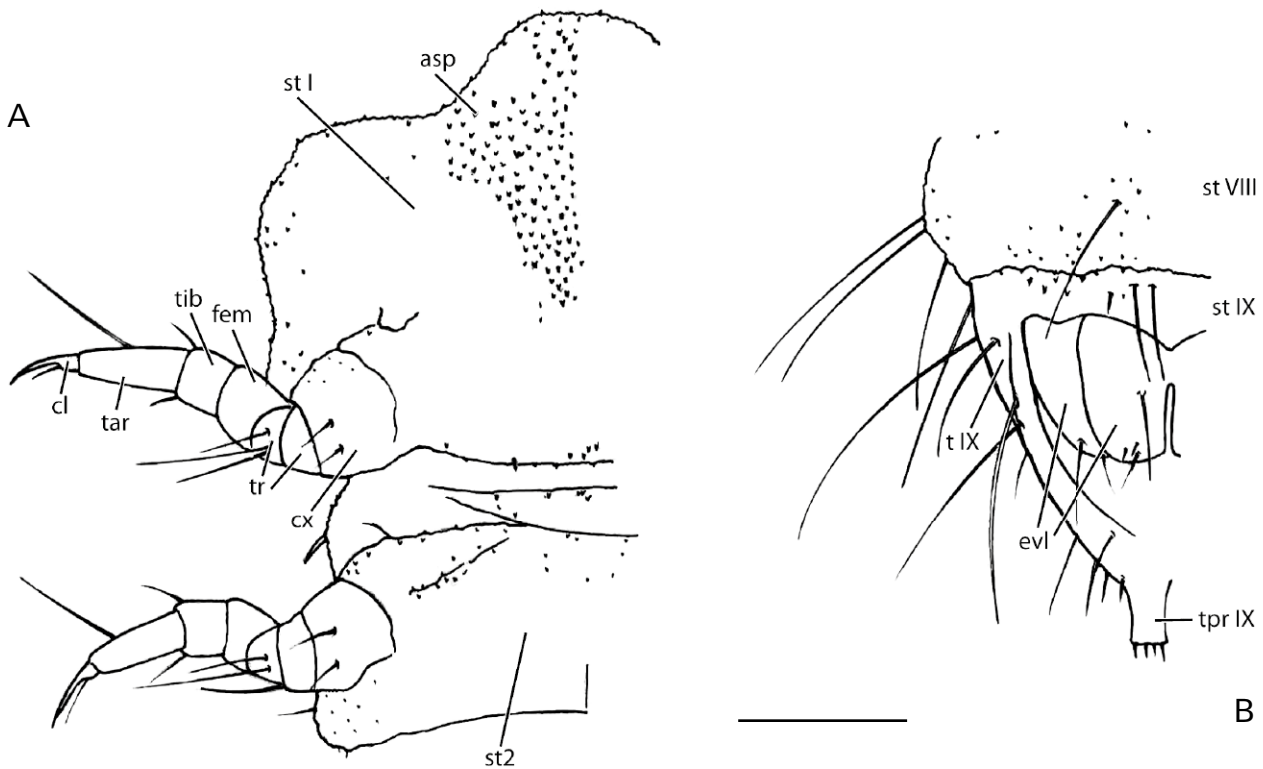 A
st I
asp
tib
fem
cl
tar
tr
cx
st2
st VIII
st IX
t IX
evl
tpr IX
B